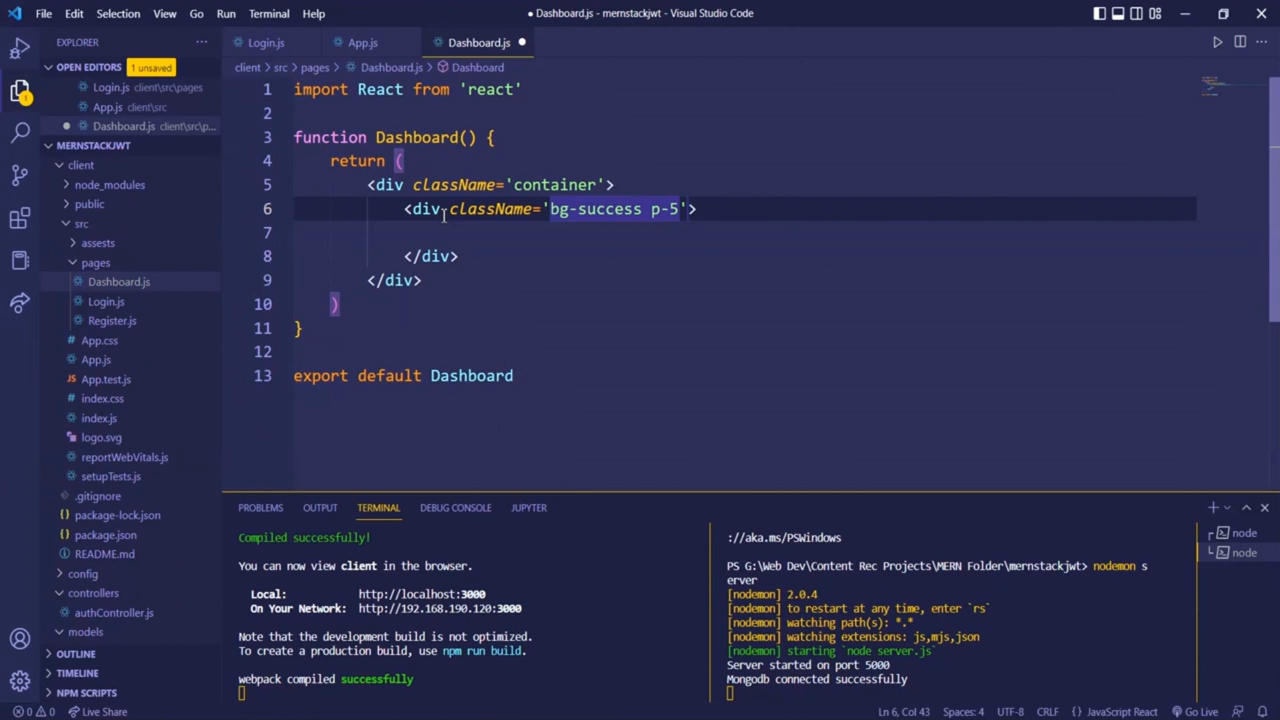 File Edit Selection View Go Run Terminal Help
● Dashboard.js - mernstackjwt - Visual Studio Code
EXPLORER
OPEN EDITORS 1 unsaved
Login.js client\src\pages
App.js client\src
Dashboard.js client\src\p...
MERNSTACKJWT
client
node_modules
public
src
assests
pages
Dashboard.js
Login.js
Register.js
App.css
App.js
App.test.js
index.css
index.js
logo.svg
reportWebVitals.js
setupTests.js
.gitignore
package-lock.json
package.json
README.md
config
controllers
authController.js
models
OUTLINE
TIMELINE
NPM SCRIPTS
Login.js App.js Dashboard.js
client > src > pages > Dashboard.js > Dashboard
1 import React from 'react'
2
3 function Dashboard() {
4 return (
5 <div className='container'>
6 <div className='bg-success p-5'>
7
8 </div>
9 </div>
10 )
11 }
12
13 export default Dashboard
PROBLEMS OUTPUT TERMINAL DEBUG CONSOLE JUPYTER
Compiled successfully!
You can now view client in the browser.
Local: http://localhost:3000
On Your Network: http://192.168.190.120:3000
Note that the development build is not optimized.
To create a production build, use npm run build.
webpack compiled successfully
://aka.ms/PSWindows
PS G:\Web Dev\Content Rec Projects\MERN Folder\mernstackjwt> nodemon s
erver
[nodemon] 2.0.4
[nodemon] to restart at any time, enter `rs`
[nodemon] watching path(s): *.*
[nodemon] watching extensions: js,mjs,json
[nodemon] starting `node server.js`
Server started on port 5000
Mongodb connected successfully
node
node
0 0 Live Share
Ln 6, Col 43 Spaces: 4 UTF-8 CRLF {} JavaScript React Go Live